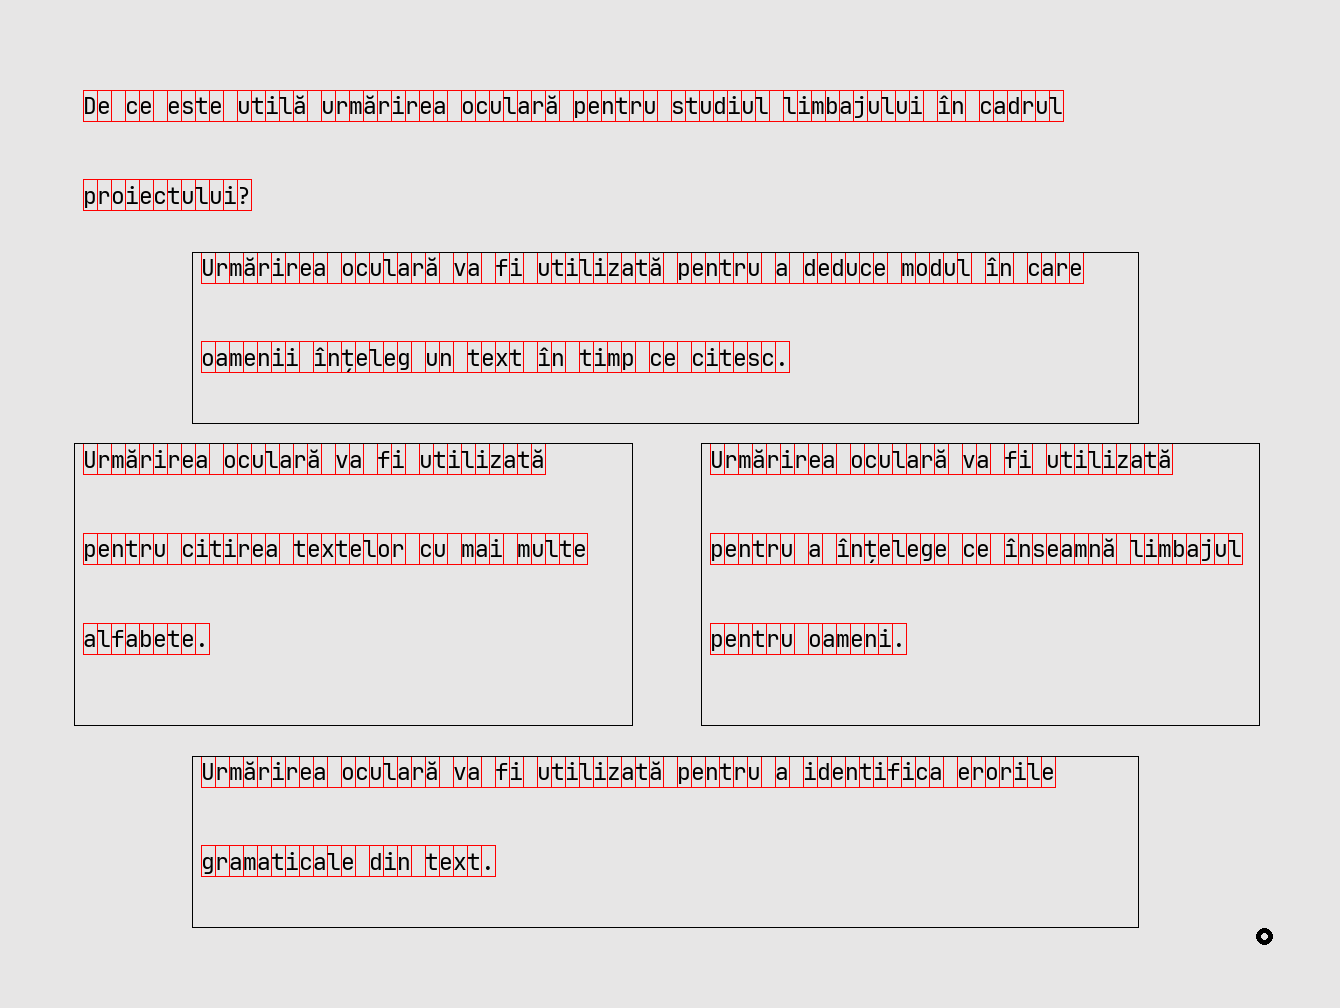 De ce este utilă urmărirea oculară pentru studiul limbajului în cadrul
proiectului?
Urmărirea oculară va fi utilizată pentru a deduce modul în care
oamenii înțeleg un text în timp ce citesc.
Urmărirea oculară va fi utilizată
pentru citirea textelor cu mai multe
alfabete.
Urmărirea oculară va fi utilizată
pentru a înțelege ce înseamnă limbajul
pentru oameni.
Urmărirea oculară va fi utilizată pentru a identifica erorile
gramaticale din text.